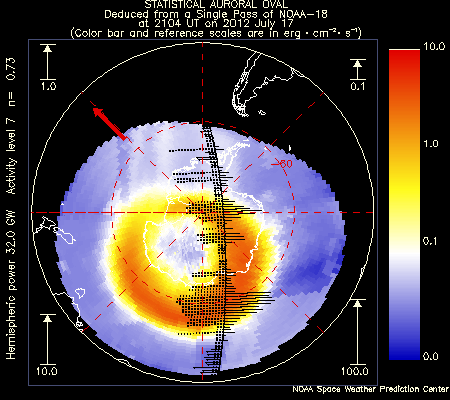 STATISTICAL AURORAL OVAL
Deduced from a Single Pass of NOAA-18
at 2104 UT on 2012 July 17
(Color bar and reference scales are in erg·cm⁻²·s⁻¹)
Hemispheric power 32.0 GW Activity level 7 n= 0.73
1.0
0.1
-60
10.0
100.0
10.0
1.0
0.1
0.0
NOAA Space Weather Prediction Center